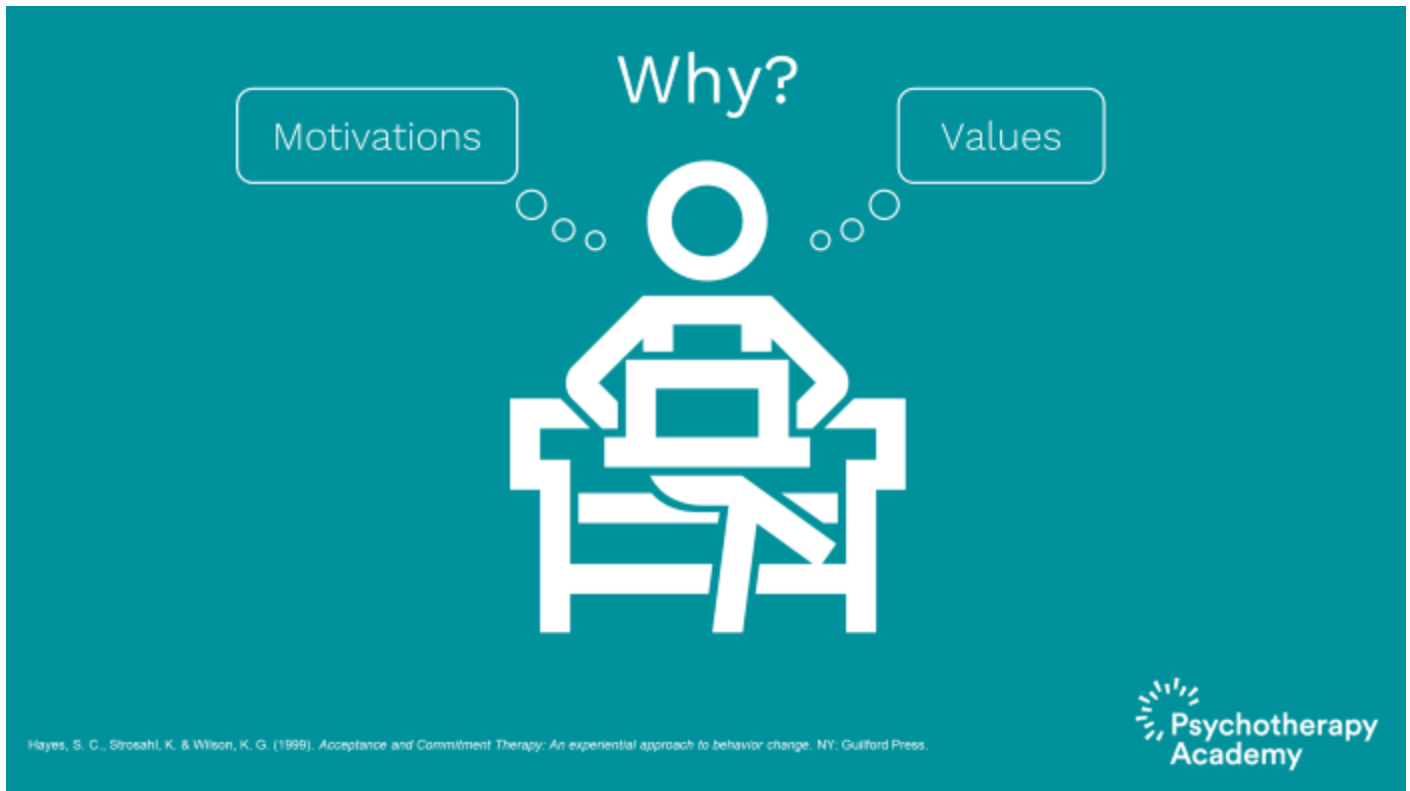 Why?
Motivations
Values
Hayes, S. C., Strosahl, K. & Wilson, K. G. (1999). Acceptance and Commitment Therapy: An experiential approach to behavior change. NY: Guilford Press.
Psychotherapy
Academy